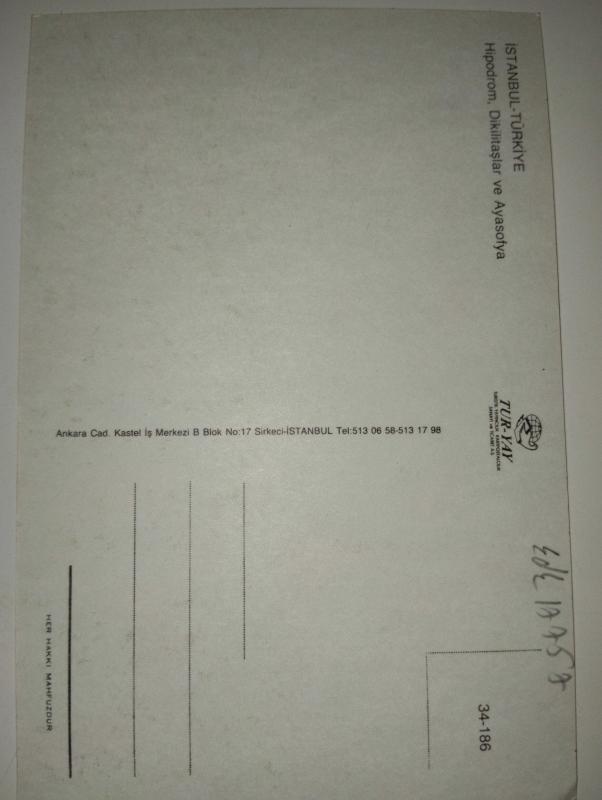 İSTANBUL-TÜRKİYE
Hipodrom, Dikilitaşlar ve Ayasofya
TUR-YAY
Ankara Cad. Kastel İş Merkezi B Blok No:17 Sirkeci-İSTANBUL Tel:513 06 58-513 17 98
34-186
HER HAKKI MAHFUZDUR